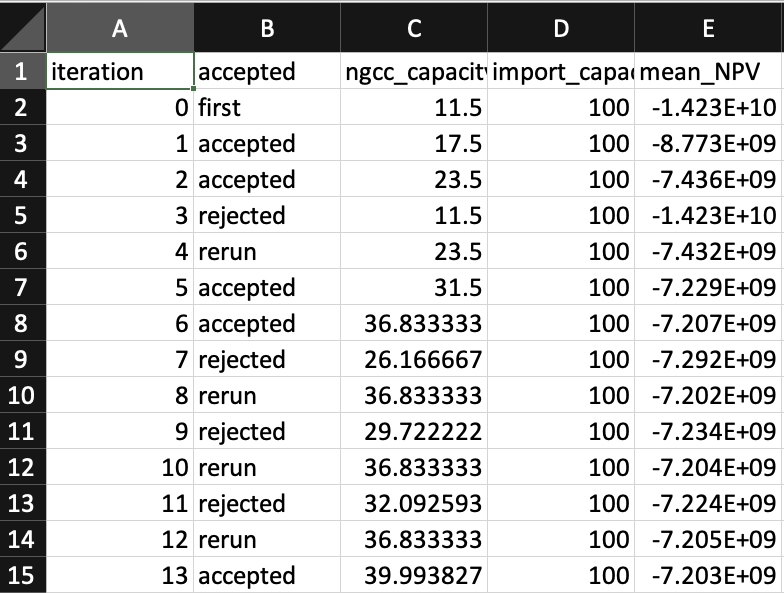 A B C D E
1 iteration accepted ngcc_capacit import_capac mean_NPV
2 0 first 11.5 100 -1.423E+10
3 1 accepted 17.5 100 -8.773E+09
4 2 accepted 23.5 100 -7.436E+09
5 3 rejected 11.5 100 -1.423E+10
6 4 rerun 23.5 100 -7.432E+09
7 5 accepted 31.5 100 -7.229E+09
8 6 accepted 36.833333 100 -7.207E+09
9 7 rejected 26.166667 100 -7.292E+09
10 8 rerun 36.833333 100 -7.202E+09
11 9 rejected 29.722222 100 -7.234E+09
12 10 rerun 36.833333 100 -7.204E+09
13 11 rejected 32.092593 100 -7.224E+09
14 12 rerun 36.833333 100 -7.205E+09
15 13 accepted 39.993827 100 -7.203E+09